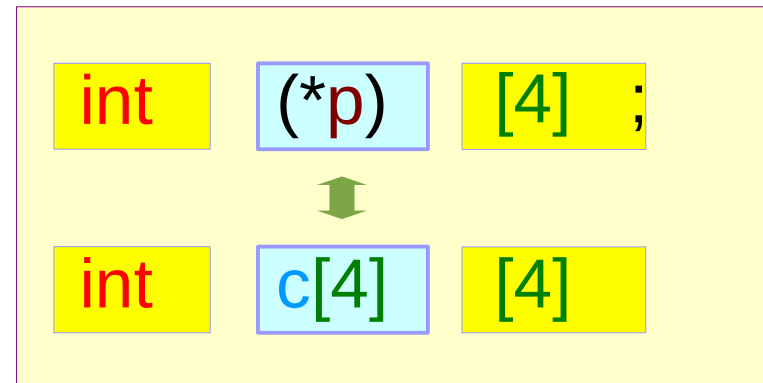 int (*p) [4] ;
int c[4] [4]